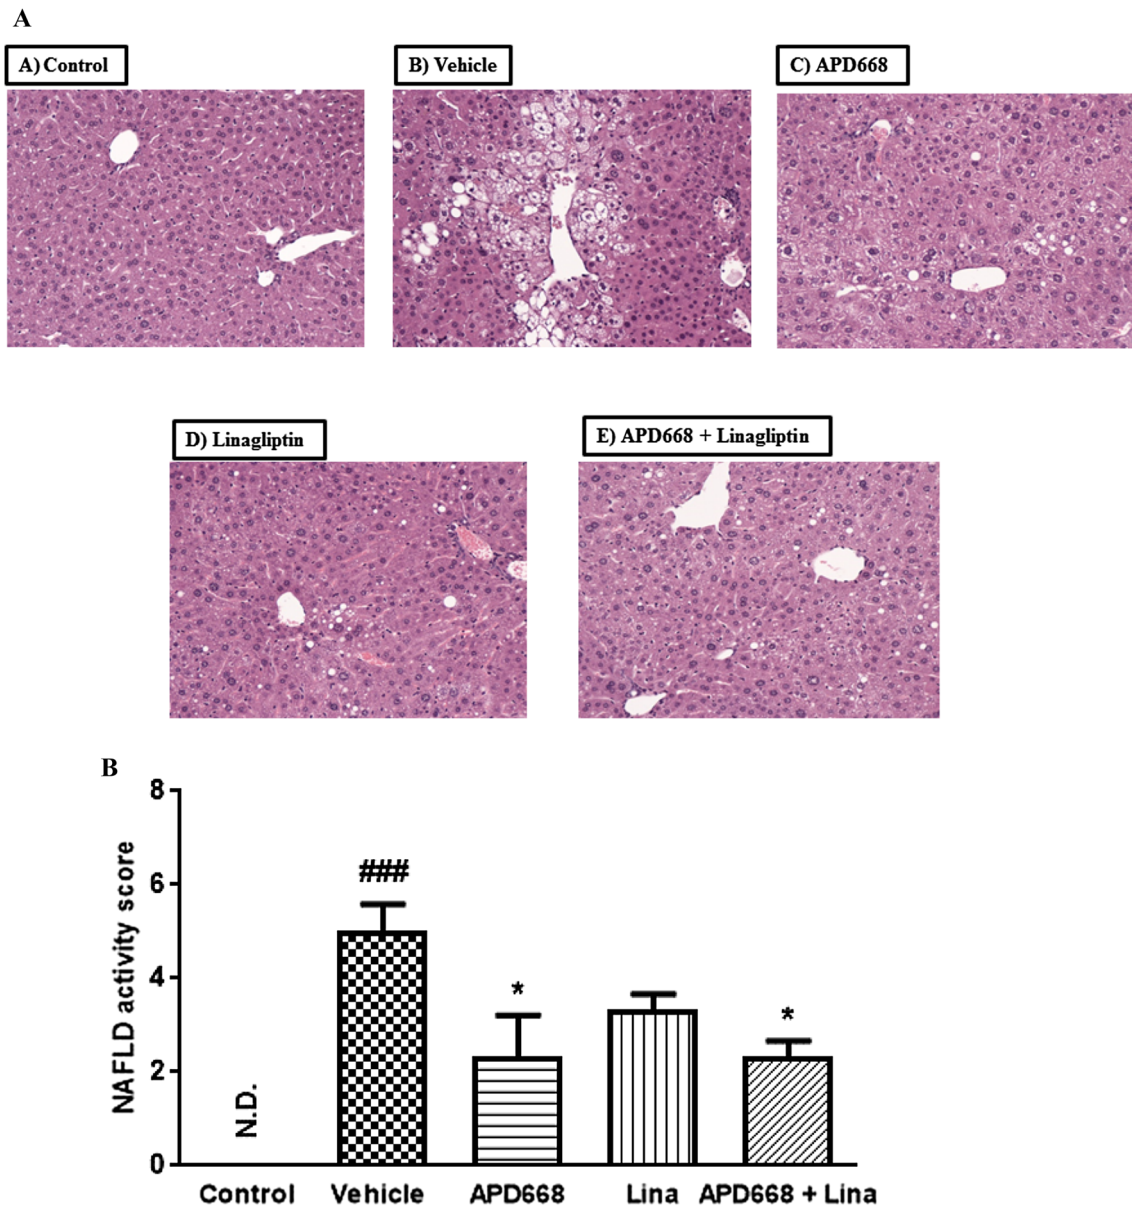 A
A) Control
B) Vehicle
C) APD668
D) Linagliptin
E) APD668 + Linagliptin
B
NAFLD activity score
8
6
4
2
0
N.D.
###
*
*
Control
Vehicle
APD668
Lina
APD668 + Lina